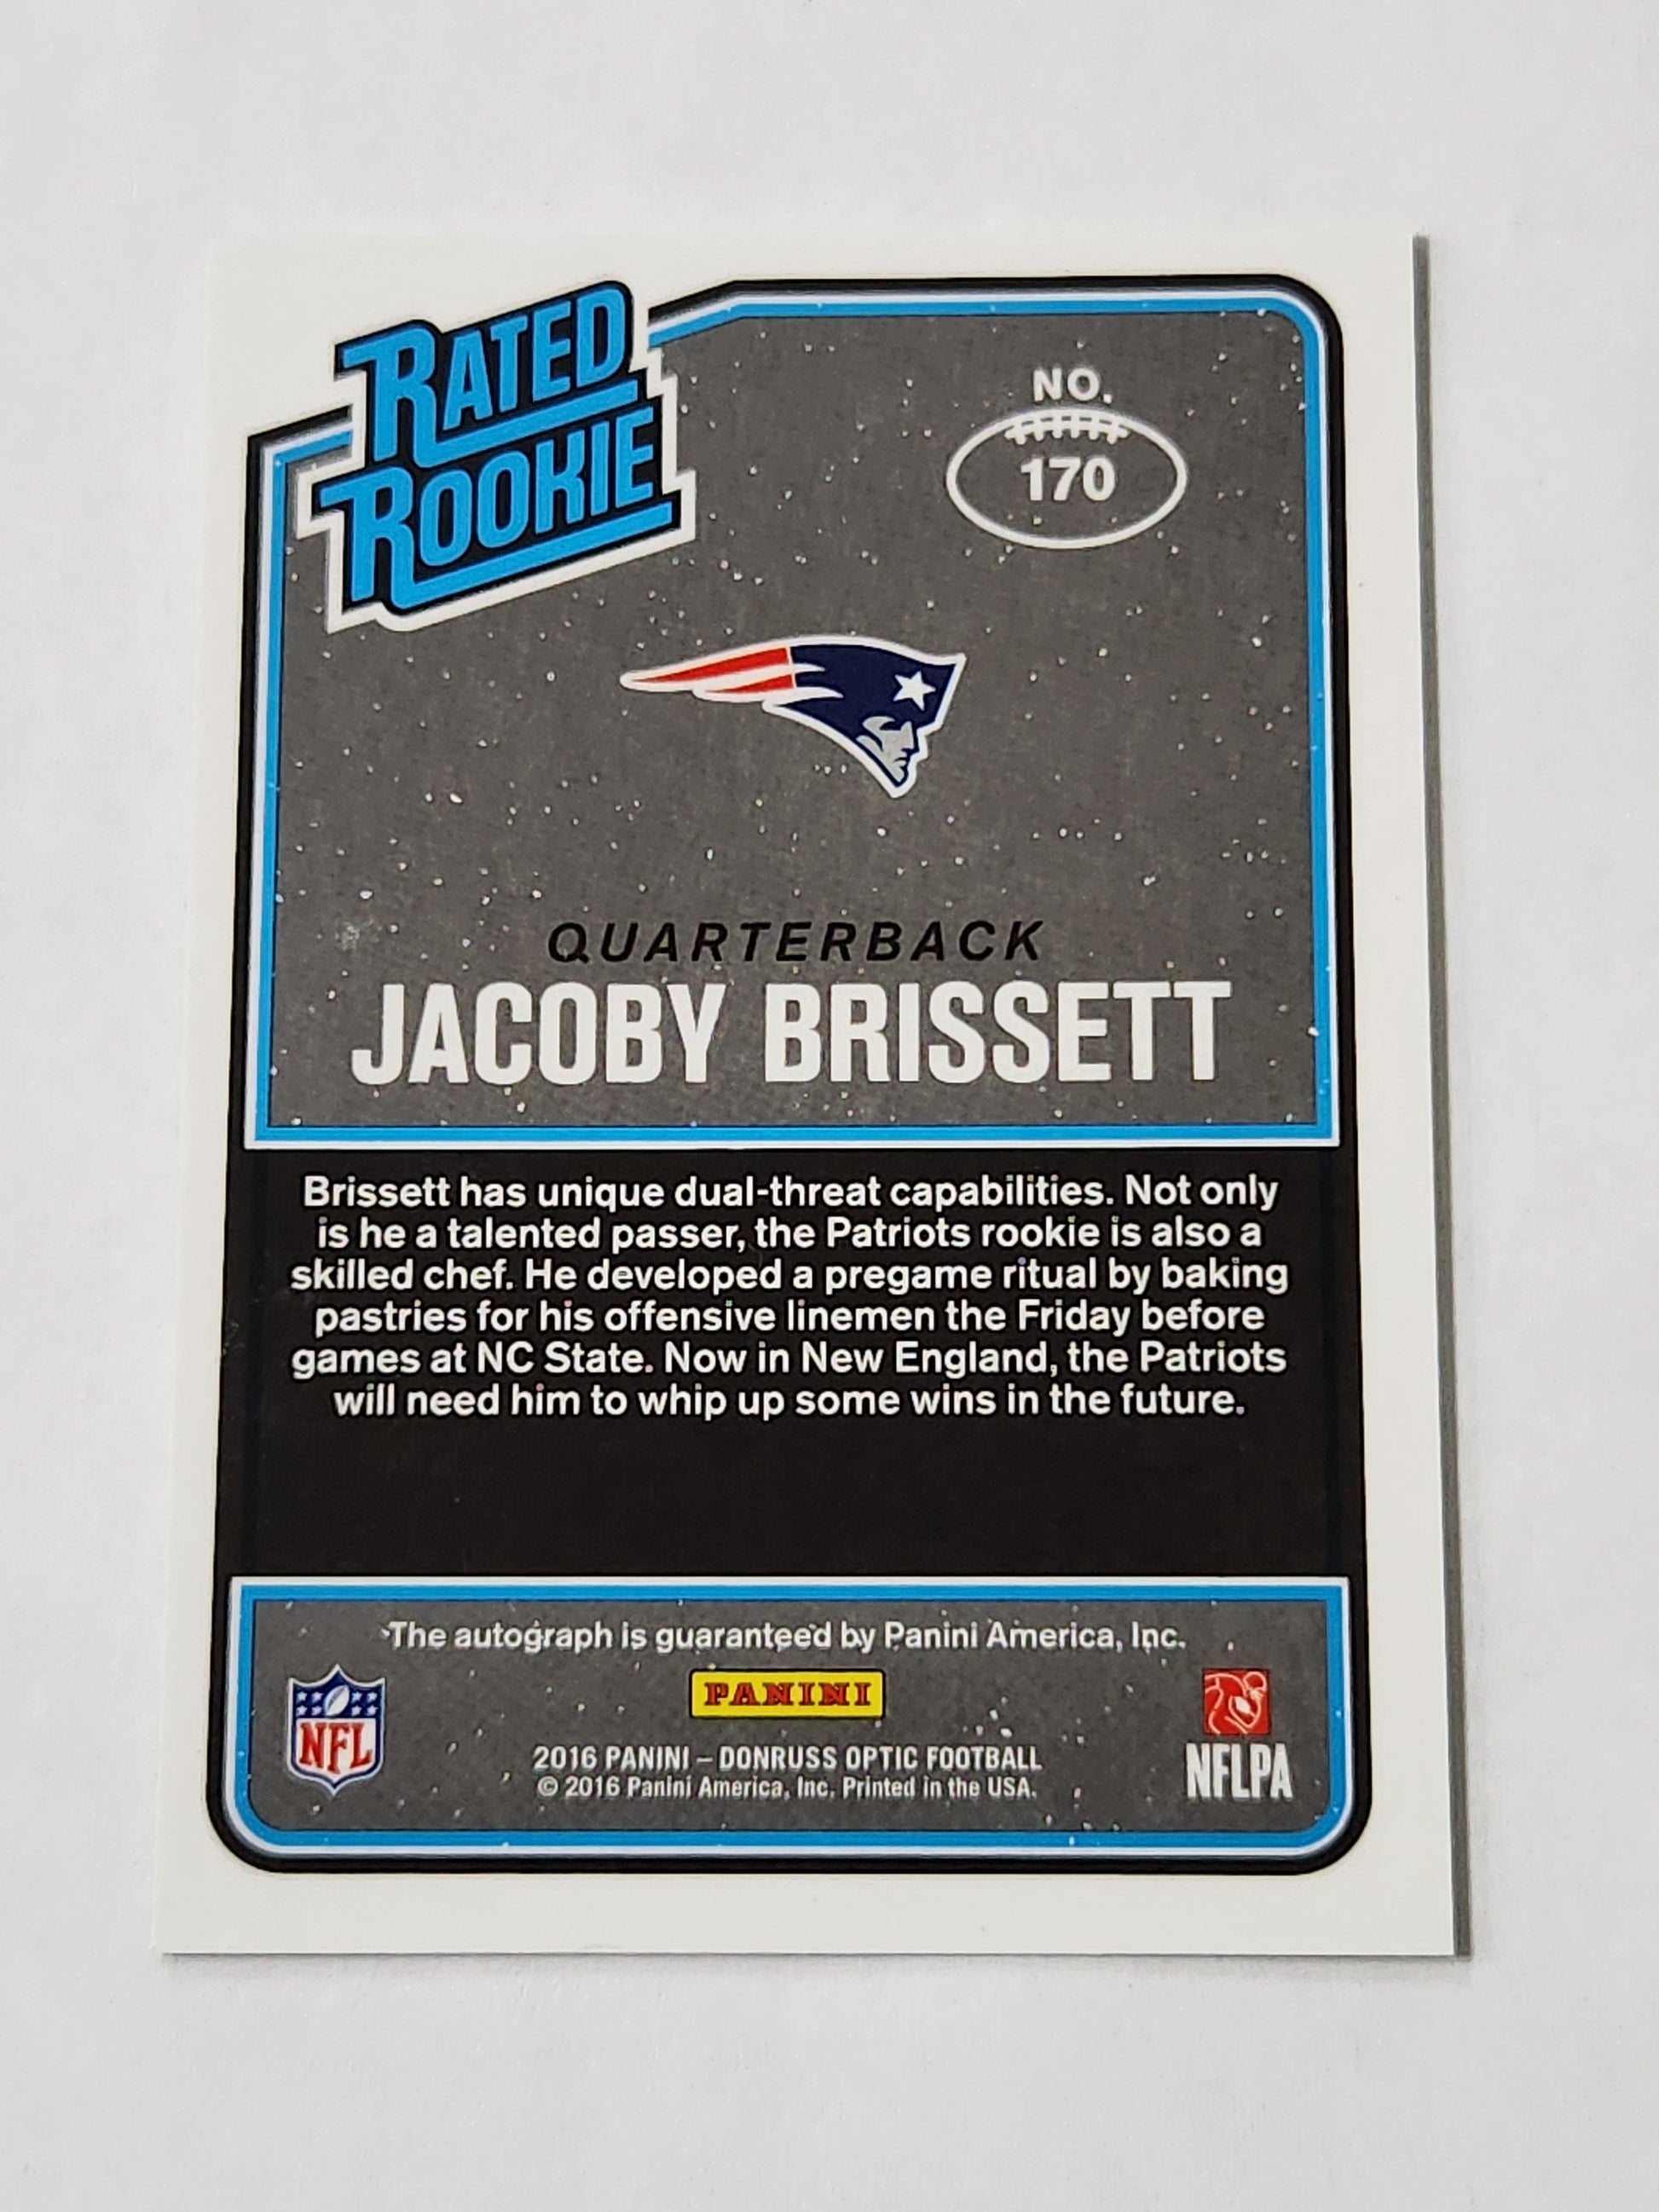 RATED
ROOKIE
NO.
170
QUARTERBACK
JACOBY BRISSETT
Brissett has unique dual-threat capabilities. Not only
is he a talented passer, the Patriots rookie is also a
skilled chef. He developed a pregame ritual by baking
pastries for his offensive linemen the Friday before
games at NC State. Now in New England, the Patriots
will need him to whip up some wins in the future.
The autograph is guaranteed by Panini America, Inc.
NFL
PANINI
2016 PANINI – DONRUSS OPTIC FOOTBALL
© 2016 Panini America, Inc. Printed in the USA.
NFLPA